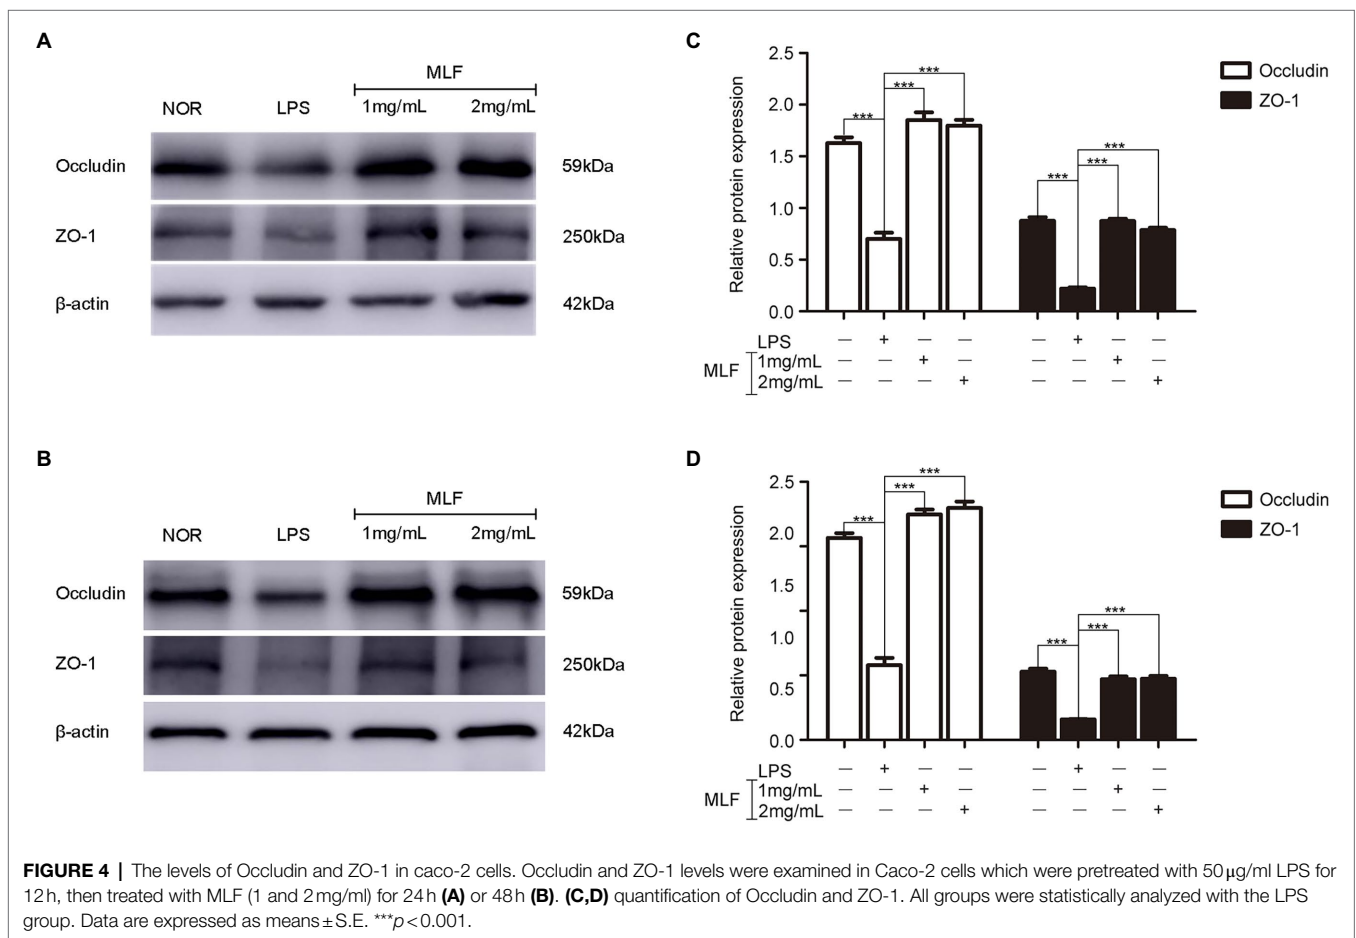 A
MLF
NOR LPS 1mg/mL 2mg/mL
Occludin 59kDa
ZO-1 250kDa
β-actin 42kDa
C
2.5
2.0
1.5
1.0
0.5
0.0
Relative protein expression
*** *** *** *** *** ***
Occludin
ZO-1
LPS — + — — — + — —
MLF
1mg/mL — — + — — — + —
2mg/mL — — — + — — — +
B
MLF
NOR LPS 1mg/mL 2mg/mL
Occludin 59kDa
ZO-1 250kDa
β-actin 42kDa
D
2.5
2.0
1.5
1.0
0.5
0.0
Relative protein expression
*** *** *** *** *** ***
Occludin
ZO-1
LPS — + — — — + — —
MLF
1mg/mL — — + — — — + —
2mg/mL — — — + — — — +
FIGURE 4 | The levels of Occludin and ZO-1 in caco-2 cells. Occludin and ZO-1 levels were examined in Caco-2 cells which were pretreated with 50 μg/ml LPS for
12 h, then treated with MLF (1 and 2 mg/ml) for 24 h (A) or 48 h (B). (C,D) quantification of Occludin and ZO-1. All groups were statistically analyzed with the LPS
group. Data are expressed as means ± S.E. ***p < 0.001.